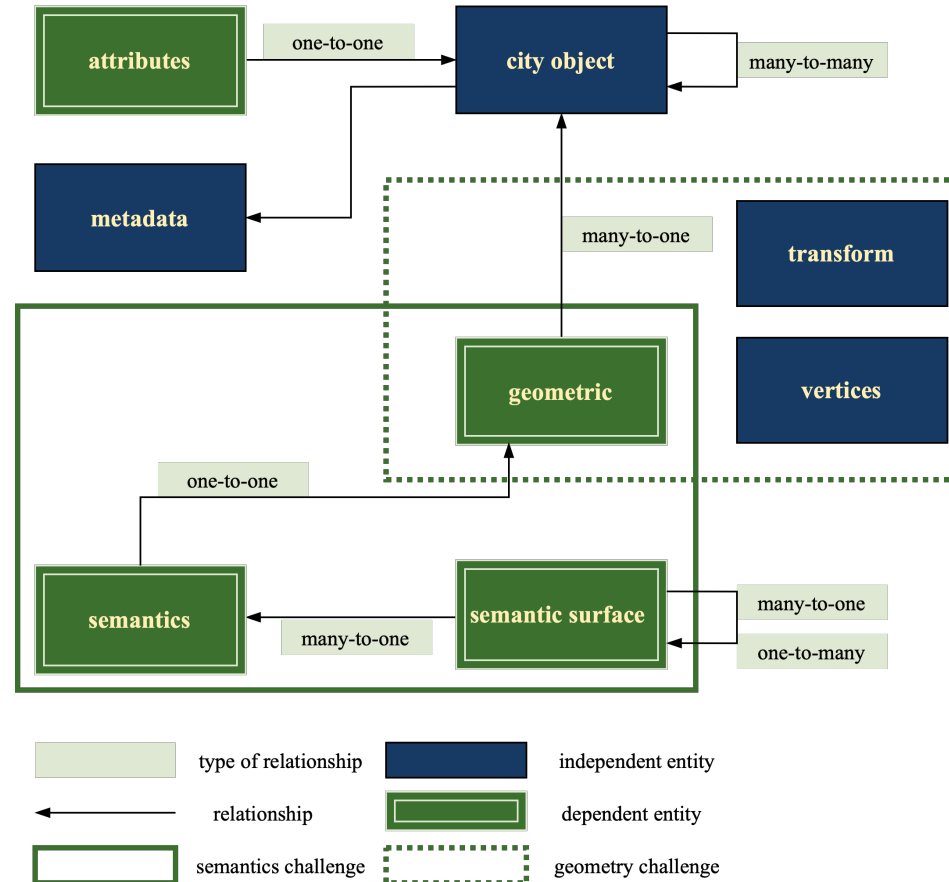 attributes
one-to-one
city object
many-to-many
metadata
many-to-one
transform
geometric
vertices
one-to-one
semantics
many-to-one
semantic surface
many-to-one
one-to-many
type of relationship
independent entity
relationship
dependent entity
semantics challenge
geometry challenge